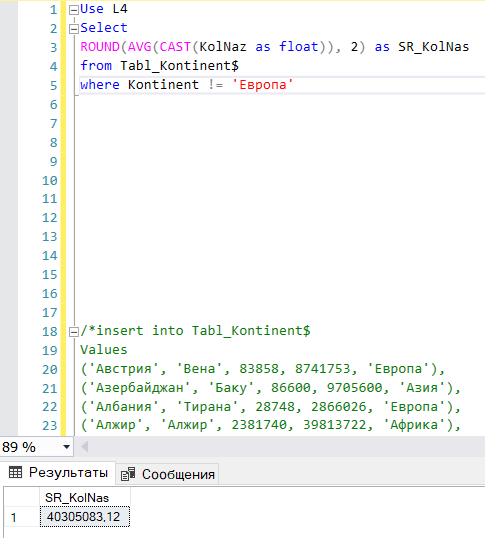 1 Use L4
2 Select
3 ROUND(AVG(CAST(KolNaz as float)), 2) as SR_KolNas
4 from Tabl_Kontinent$
5 where Kontinent != 'Европа'
6
7
8
9
10
11
12
13
14
15
16
17
18 /*insert into Tabl_Kontinent$
19 Values
20 ('Австрия', 'Вена', 83858, 8741753, 'Европа'),
21 ('Азербайджан', 'Баку', 86600, 9705600, 'Азия'),
22 ('Албания', 'Тирана', 28748, 2866026, 'Европа'),
23 ('Алжир', 'Алжир', 2381740, 39813722, 'Африка'),
89 %
Результаты Сообщения
SR_KolNas
1 40305083,12